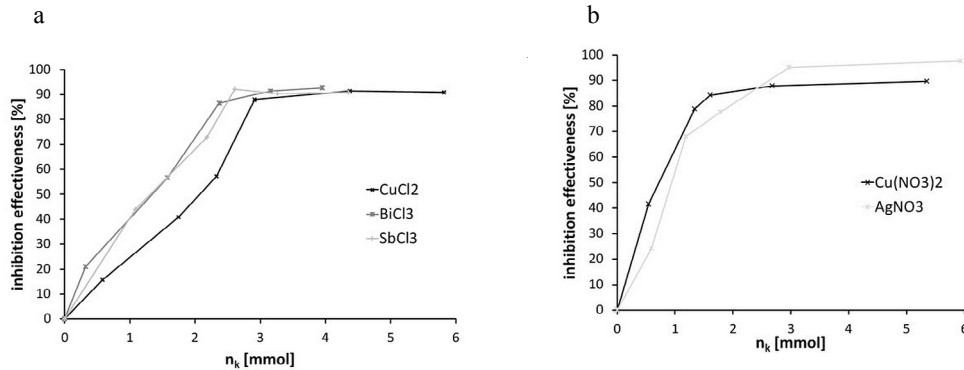 a
inhibition effectiveness [%]
100
90
80
70
60
50
40
30
20
10
0
0 1 2 3 4 5 6
n_k [mmol]
CuCl2
BiCl3
SbCl3
b
inhibition effectiveness [%]
100
90
80
70
60
50
40
30
20
10
0
0 1 2 3 4 5 6
n_k [mmol]
Cu(NO3)2
AgNO3